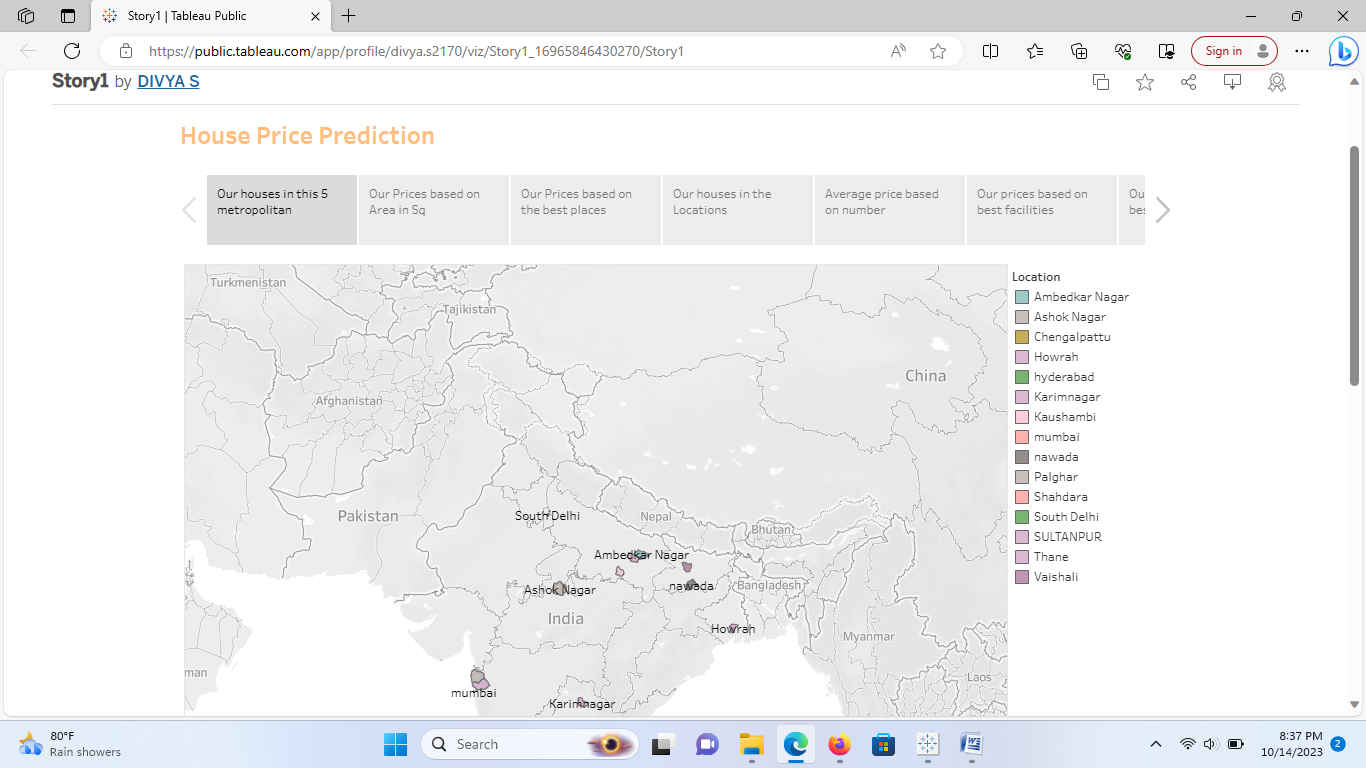 Story1 | Tableau Public
https://public.tableau.com/app/profile/divya.s2170/viz/Story1_16965846430270/Story1
Sign in
Story1 by DIVYA S
House Price Prediction
Our houses in this 5
metropolitan
Our Prices based on
Area in Sq
Our Prices based on
the best places
Our houses in the
Locations
Average price based
on number
Our prices based on
best facilities
Ou
bes
Turkmenistan
Tajikistan
China
Afghanistan
Pakistan
South Delhi
Nepal
Bhutan
Ambedkar Nagar
Ashok Nagar
nawada
Bangladesh
India
Howrah
Myanmar
man
Laos
mumbai
Karimnagar
Location
Ambedkar Nagar
Ashok Nagar
Chengalpattu
Howrah
hyderabad
Karimnagar
Kaushambi
mumbai
nawada
Palghar
Shahdara
South Delhi
SULTANPUR
Thane
Vaishali
80°F
Rain showers
Search
8:37 PM
10/14/2023
2